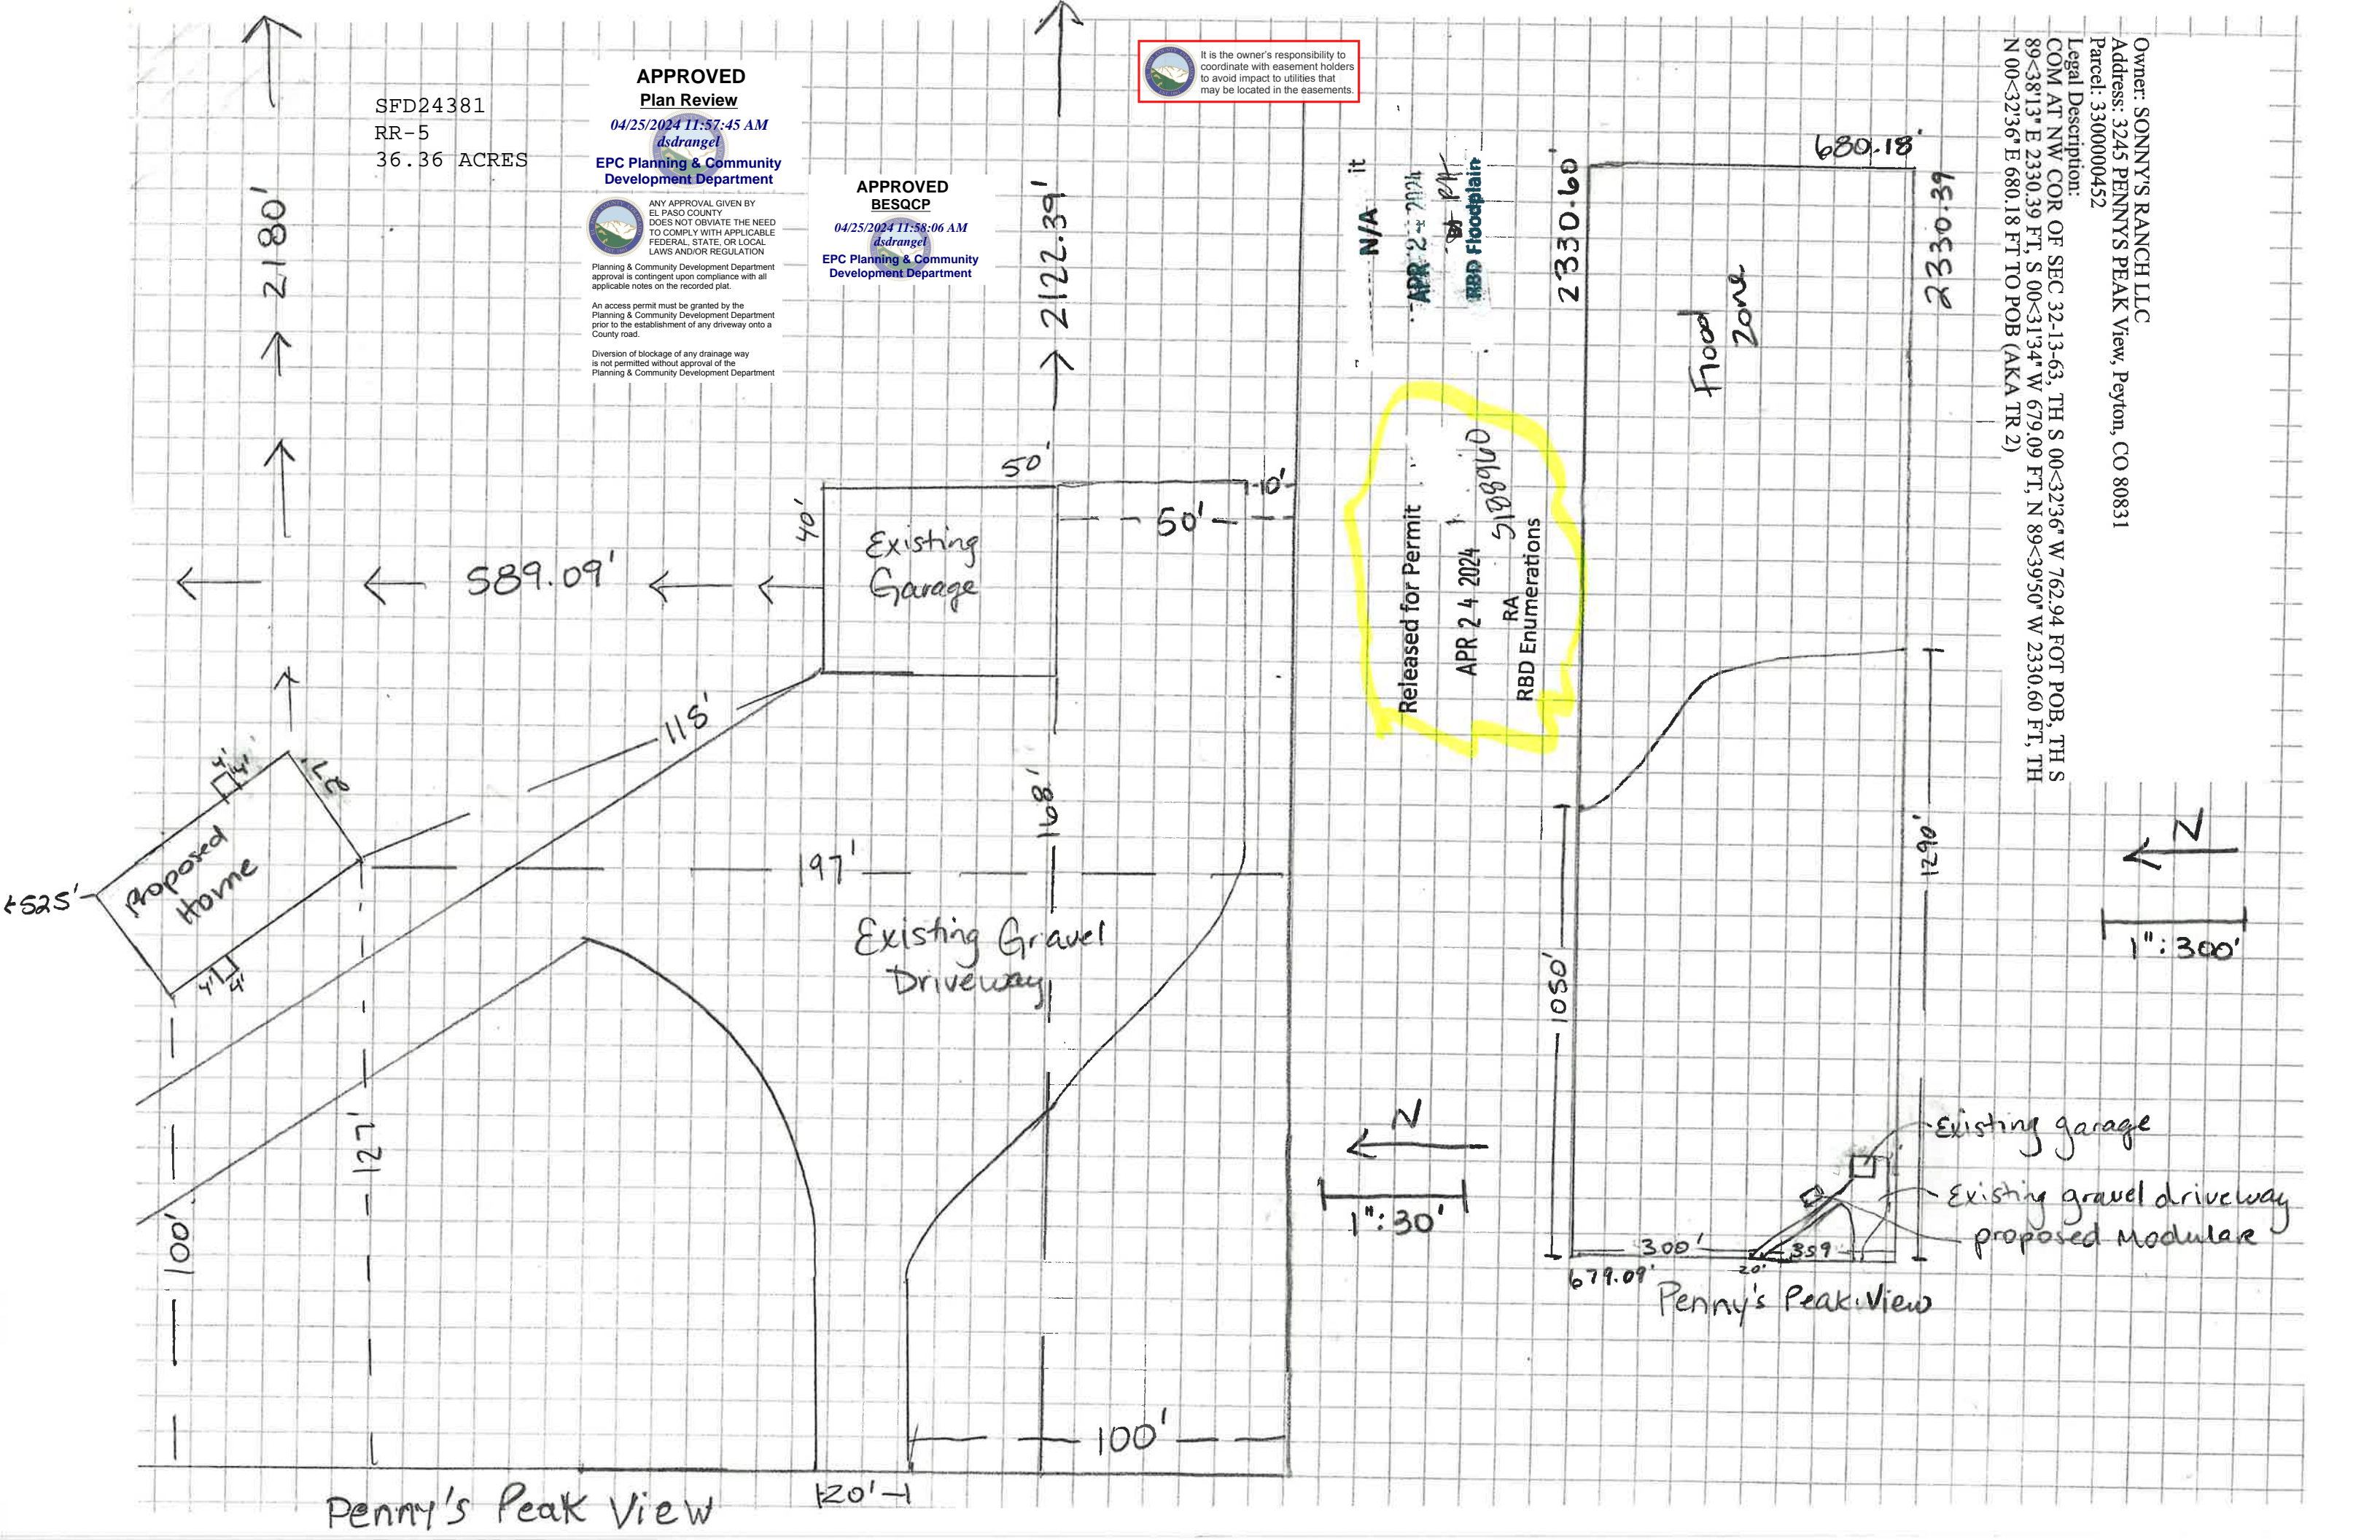 SFD24381
RR-5
36.36 ACRES
APPROVED
Plan Review
04/25/2024 11:57:45 AM
dsdrangel
EPC Planning & Community
Development Department
ANY APPROVAL GIVEN BY
EL PASO COUNTY
DOES NOT OBVIATE THE NEED
TO COMPLY WITH APPLICABLE
FEDERAL, STATE, OR LOCAL
LAWS AND/OR REGULATION
Planning & Community Development Department
approval is contingent upon compliance with all
applicable notes on the recorded plat.
An access permit must be granted by the
Planning & Community Development Department
prior to the establishment of any driveway onto a
County road.
Diversion of blockage of any drainage way
is not permitted without approval of the
Planning & Community Development Department
APPROVED
BESQCP
04/25/2024 11:58:06 AM
dsdrangel
EPC Planning & Community
Development Department
It is the owner's responsibility to
coordinate with easement holders
to avoid impact to utilities that
may be located in the easements.
2180'
2122.39'
589.09'
40'
50'
10'
50'
Existing
Garage
118'
27'
4'
4'
Proposed
Home
525'
4'
4'
197'
168'
Existing Gravel
Driveway
127'
100'
100'
20'
Penny's Peak View
it
N/A
APR 24 2024
RBD Floodplain
Released for Permit
APR 24 2024
RA
RBD Enumerations
N
1":30'
680.18'
2330.60'
2330.39
Flood
Zone
1050'
1290'
Existing garage
Existing gravel driveway
proposed Modular
300'
359
20'
679.09'
Penny's Peak View
N
1":300'
Owner: SONNY'S RANCH LLC
Address: 3245 PENNYS PEAK View, Peyton, CO 80831
Parcel: 3300000452
Legal Description:
COM AT NW COR OF SEC 32-13-63, TH S 00<32'36" W 762.94 FOT POB, TH S
89<38'13" E 2330.39 FT, S 00<31'34" W 679.09 FT, N 89<39'50" W 2330.60 FT, TH
N 00<32'36" E 680.18 FT TO POB (AKA TR 2)